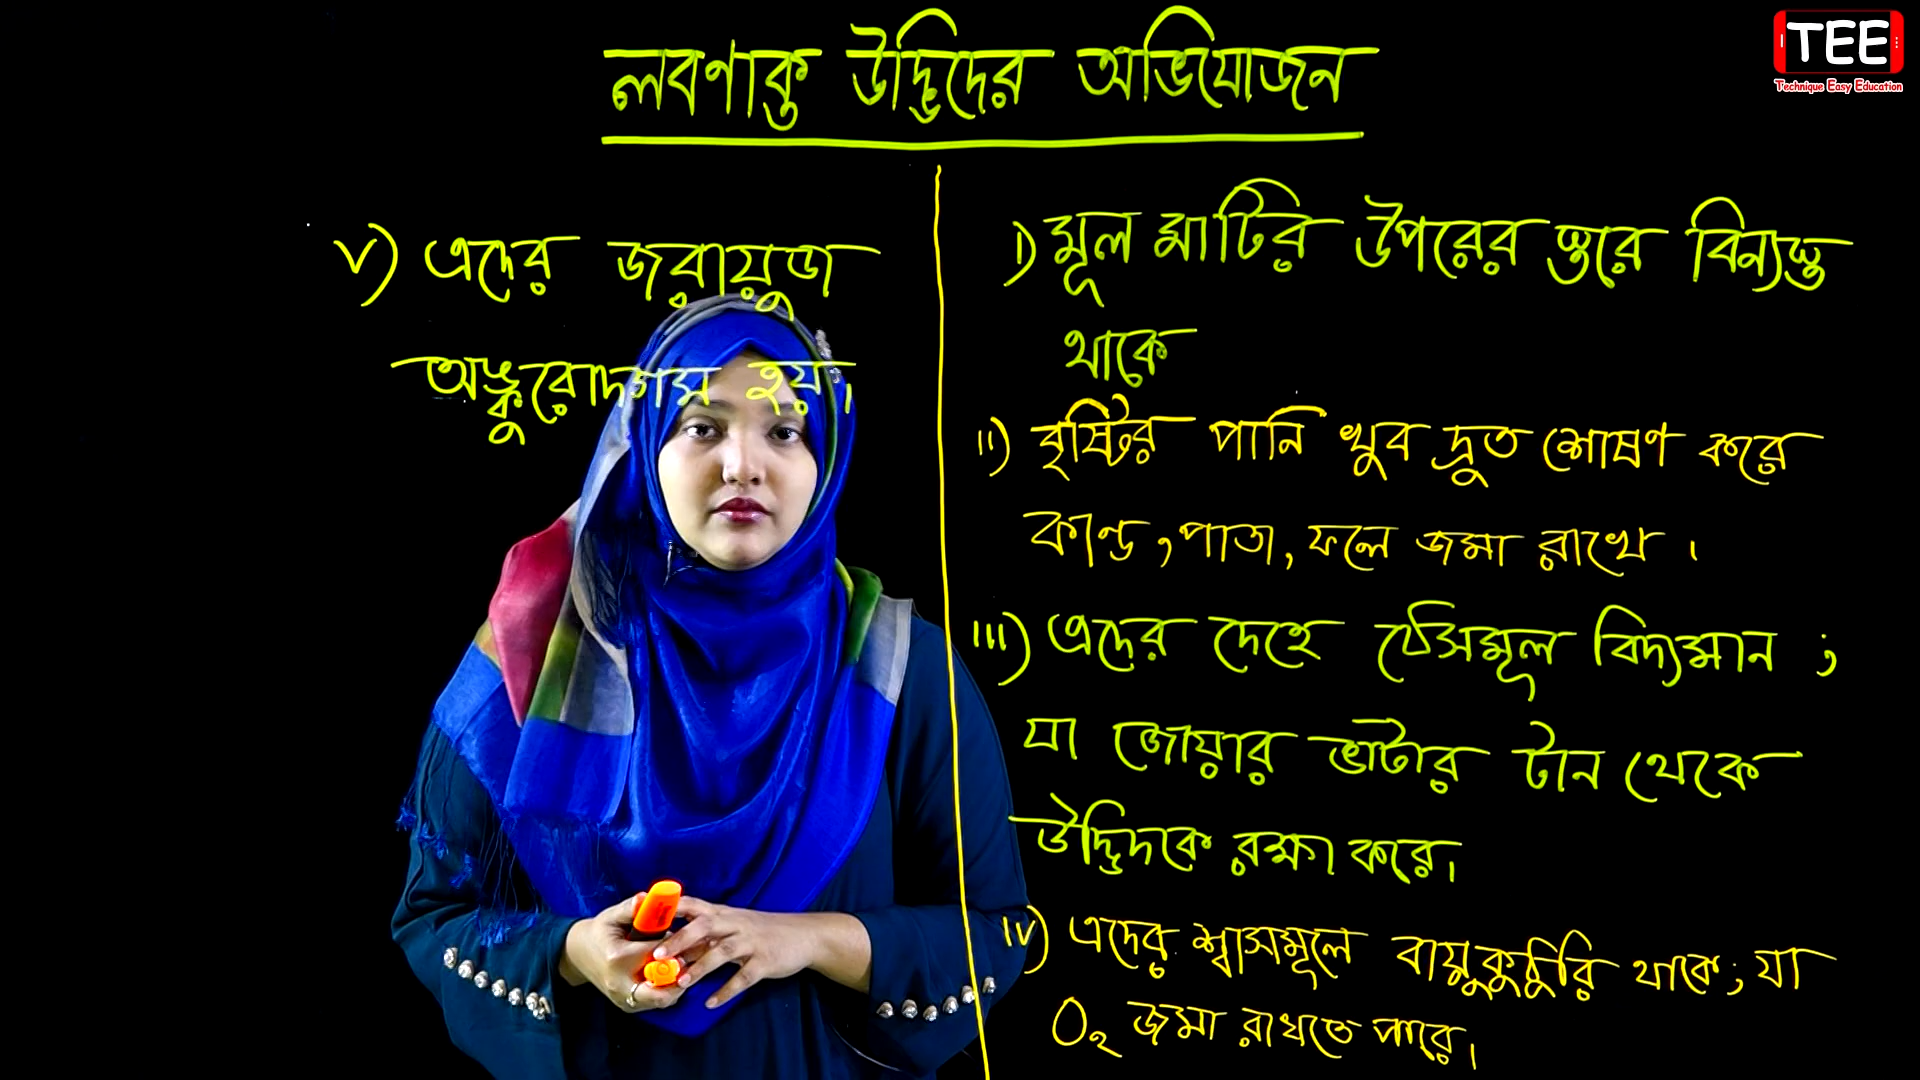 TEE
Technique Easy Education
লবণাক্ত উদ্ভিদের অভিযোজন
i) মূল মাটির উপরের স্তরে বিন্যস্ত
থাকে
ii) বৃষ্টির পানি খুব দ্রুত শোষণ করে
কান্ড, পাতা, ফলে জমা রাখে।
iii) এদের দেহে ঠেসমূল বিদ্যমান ;
যা জোয়ার ভাটার টান থেকে
উদ্ভিদকে রক্ষা করে।
iv) এদের শ্বাসমূলে বায়ুকুঠুরি থাকে; যা
O₂ জমা রাখতে পারে।
v) এদের জরায়ুজ
অঙ্কুরোদগম হয়।